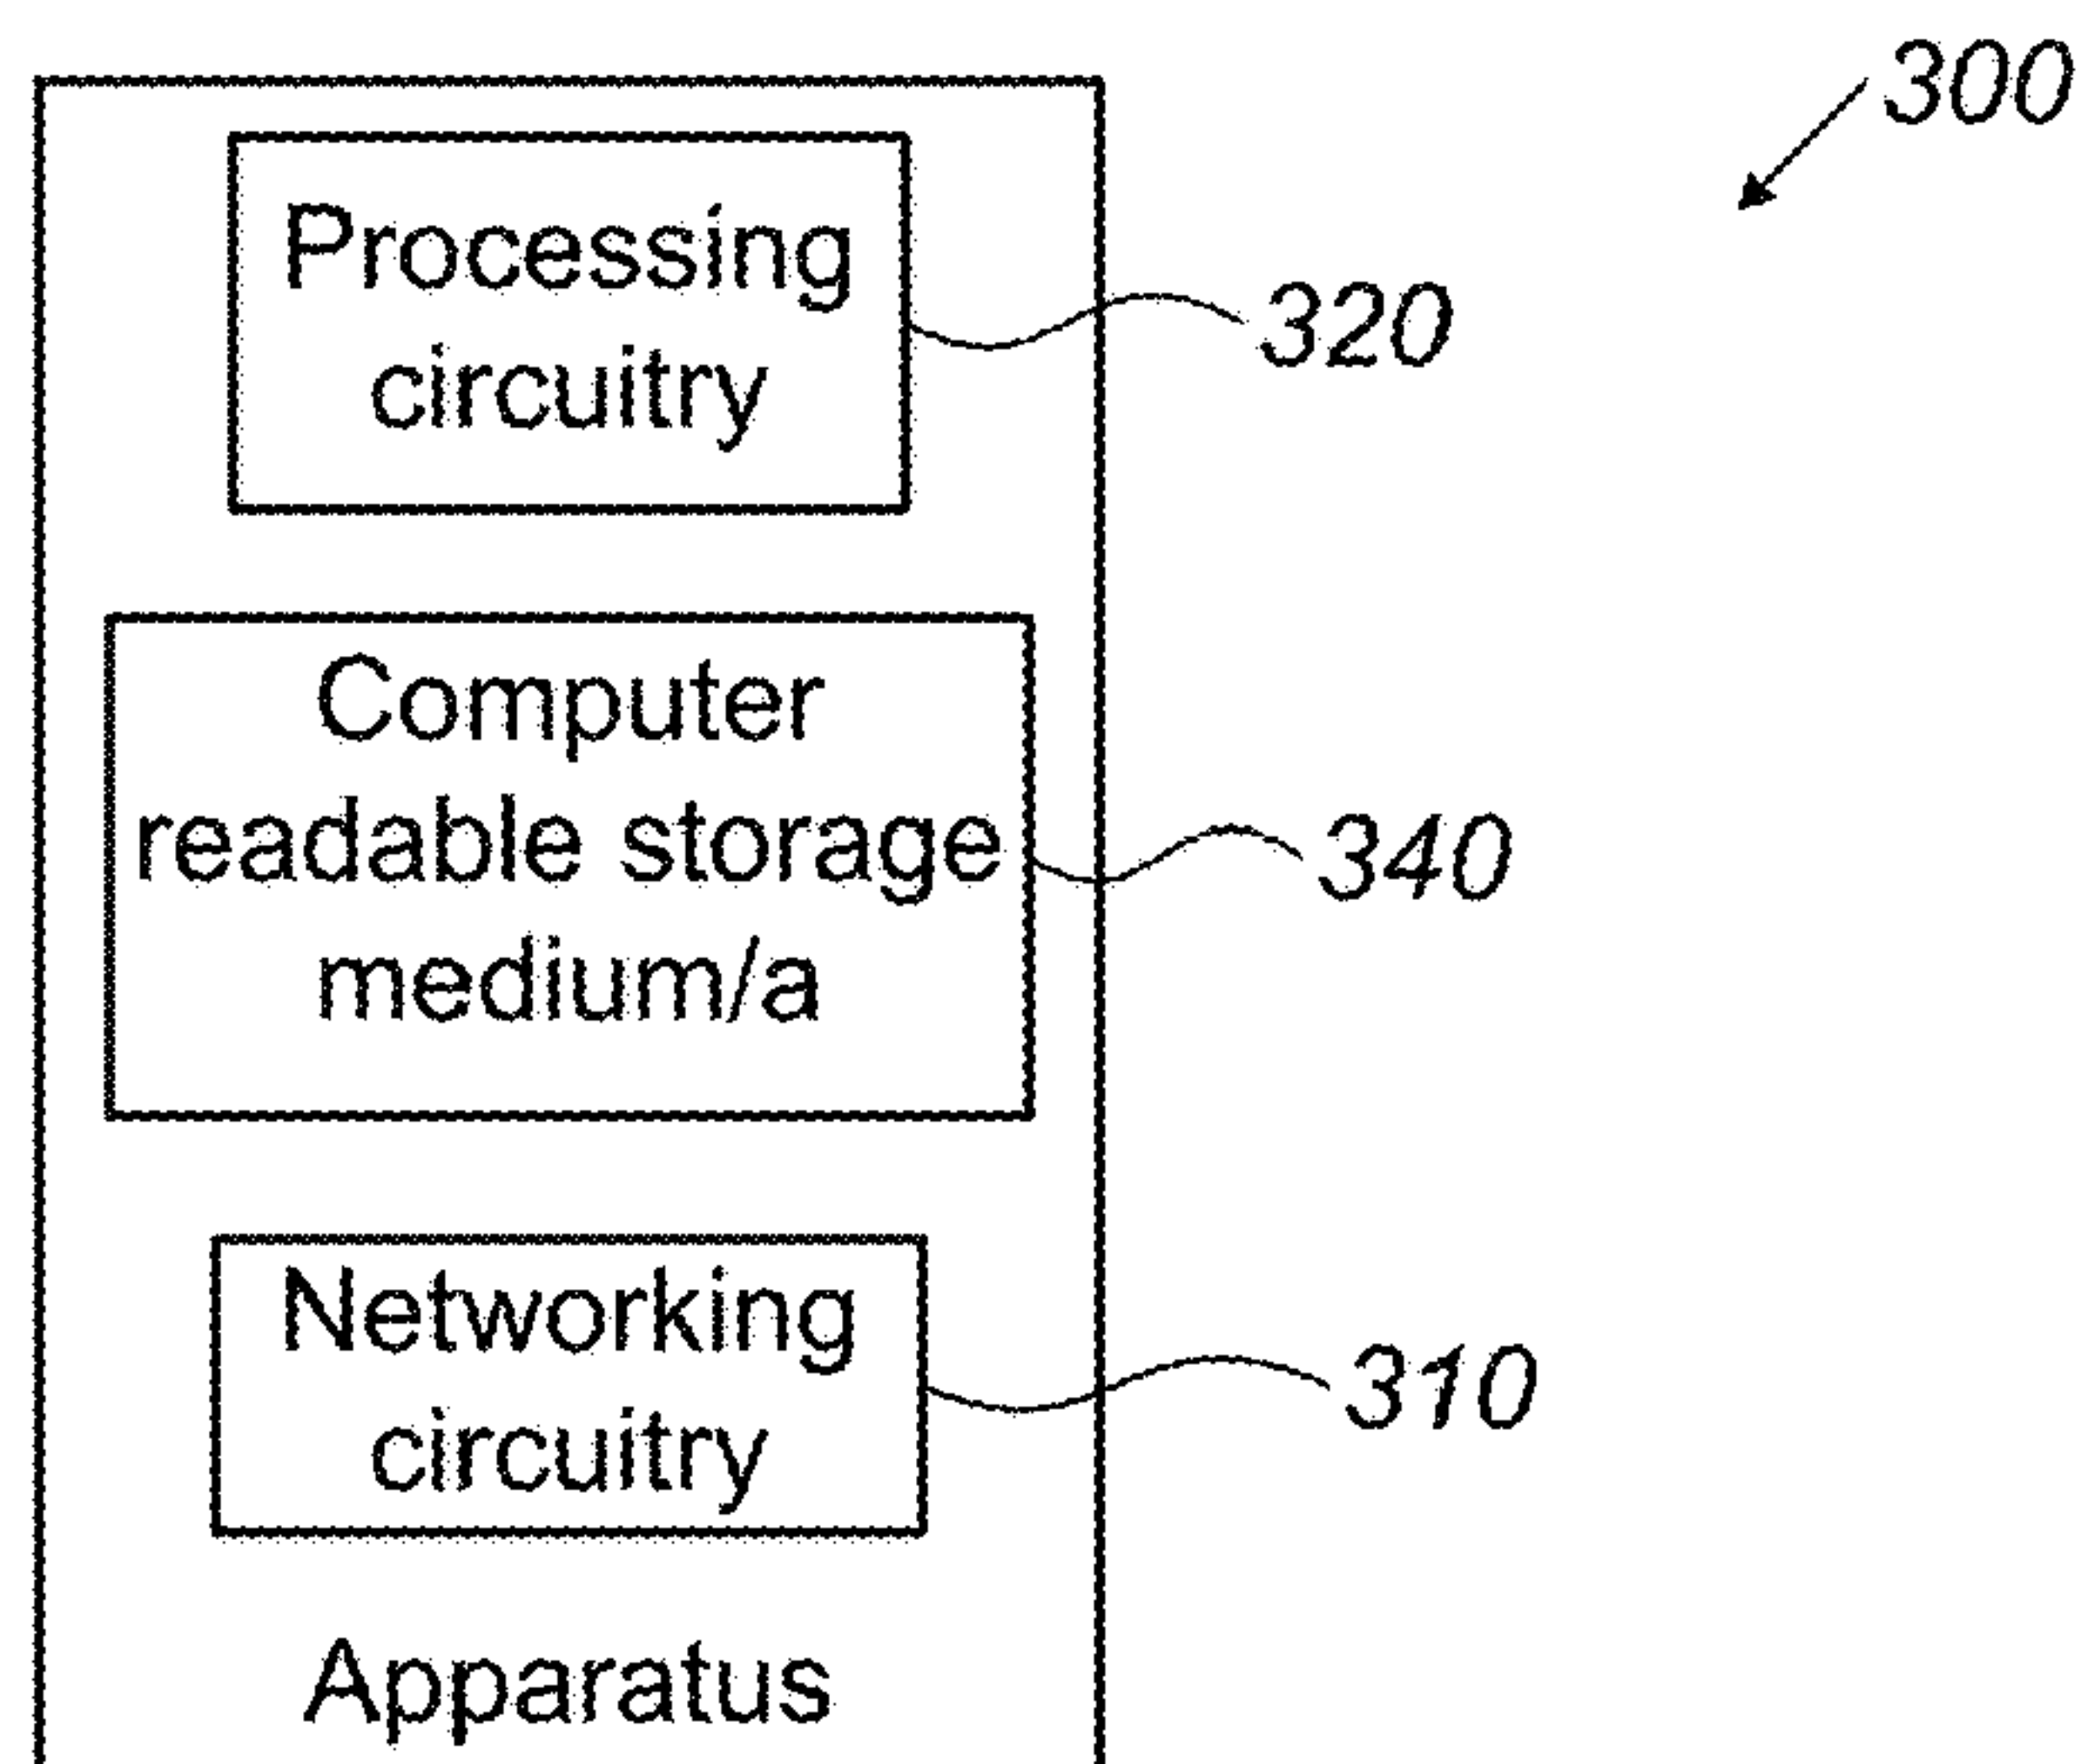 300
Processing
circuitry
320
Computer
readable storage
medium/a
340
Networking
circuitry
310
Apparatus